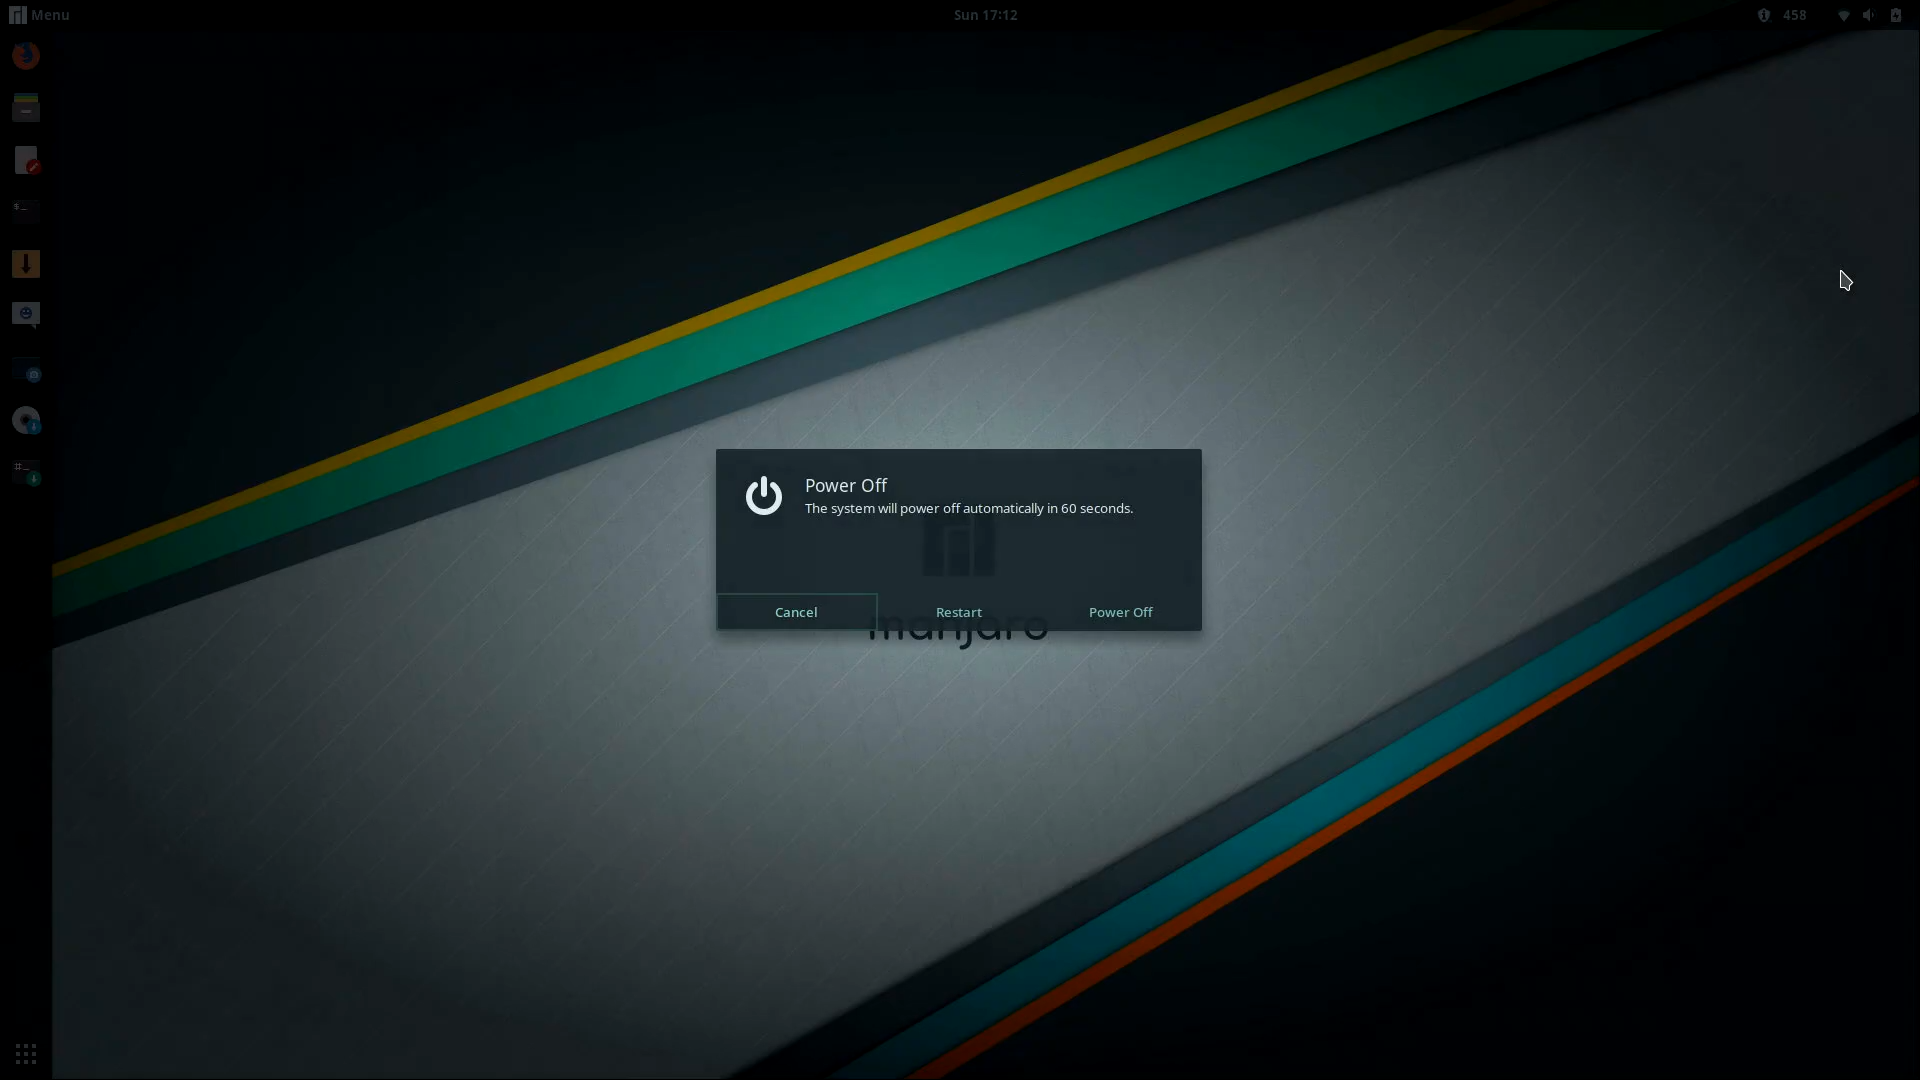 Menu
Sun 17:12
458
Power Off
The system will power off automatically in 60 seconds.
Cancel
Restart
Power Off
manjaro